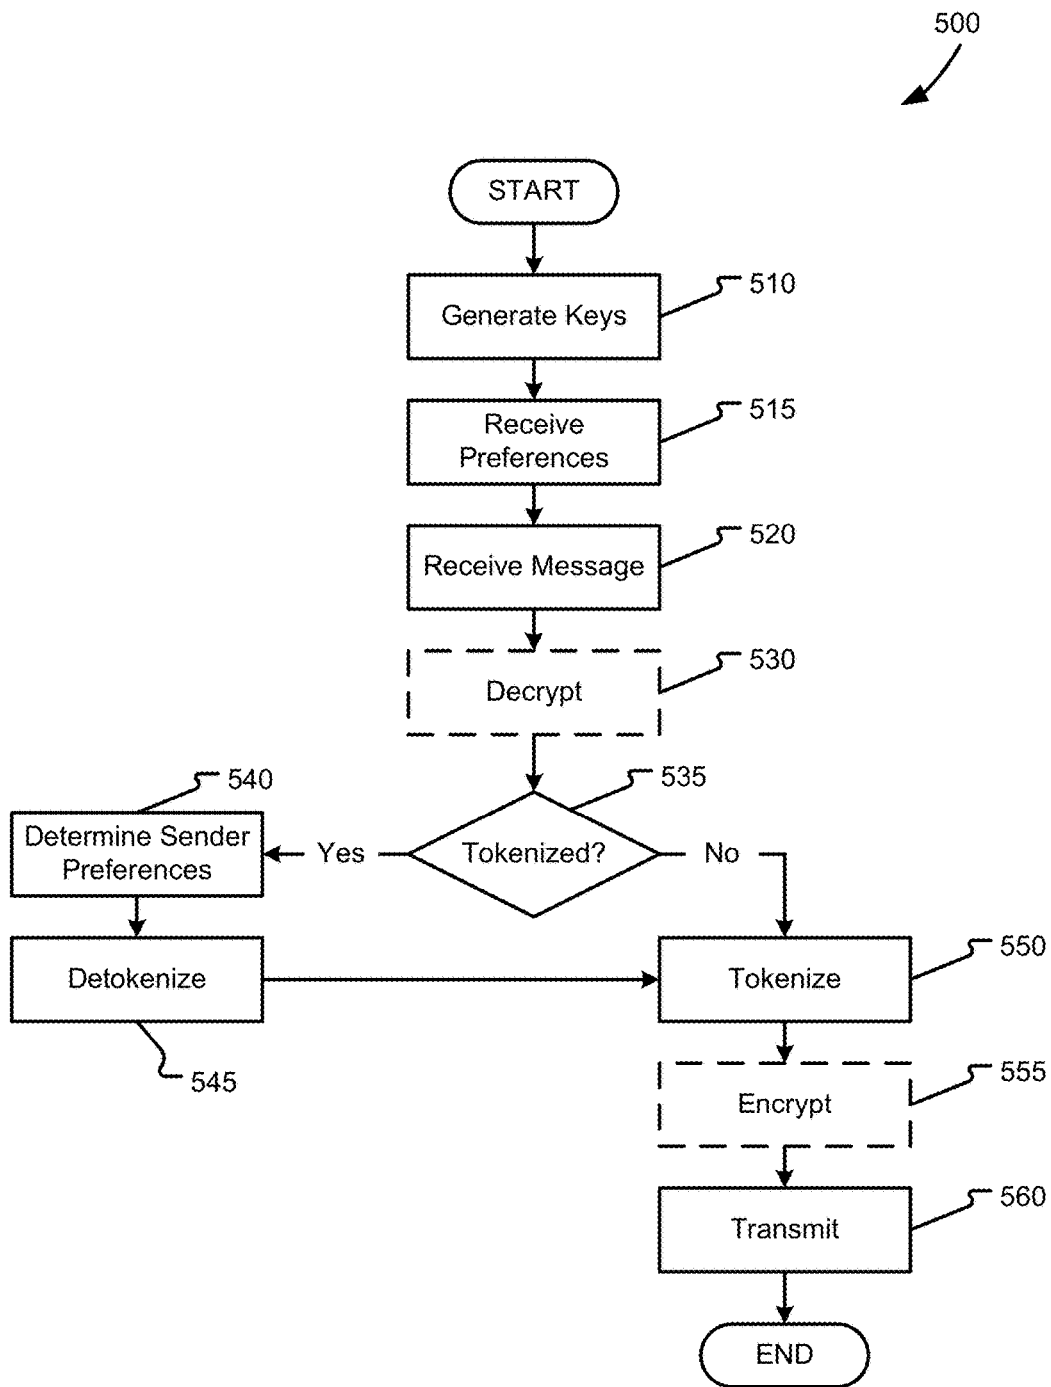 500
START
510
Generate Keys
515
Receive
Preferences
520
Receive Message
530
Decrypt
535
540
Determine Sender
Preferences
Yes
Tokenized?
No
550
Detokenize
Tokenize
545
555
Encrypt
560
Transmit
END